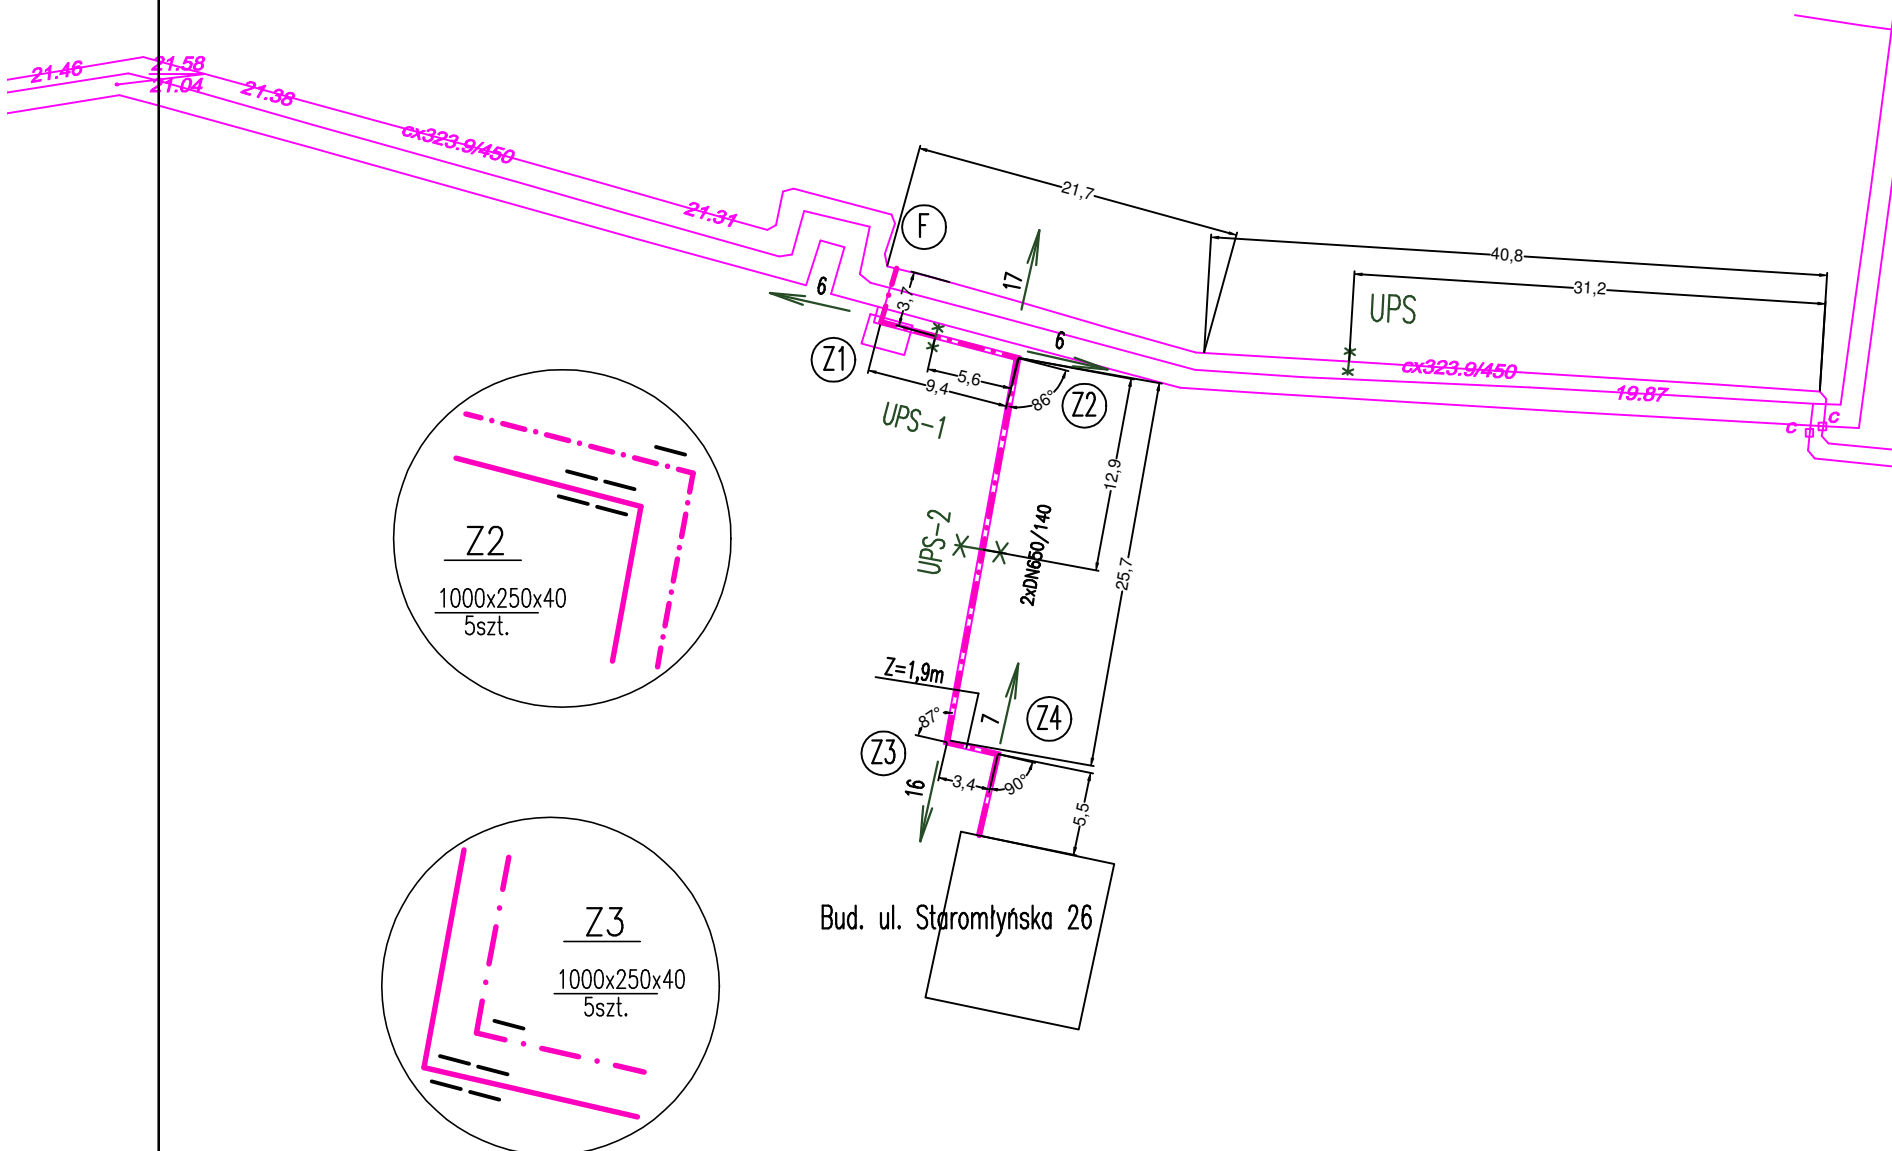 21.46
21.58
21.04
21.38
cx323.9/450
21.31
F
21,7
17
40,8
31,2
UPS
6
3,7
6
Z1
5,6
9,4
86°
Z2
UPS-1
cx323.9/450
19.87
c
c
12,9
UPS-2
2xDN650/140
25,7
Z2
1000x250x40
5szt.
Z=1,9m
87°
7
Z4
Z3
16
3,4
90°
5,5
Bud. ul. Staromłyńska 26
Z3
1000x250x40
5szt.